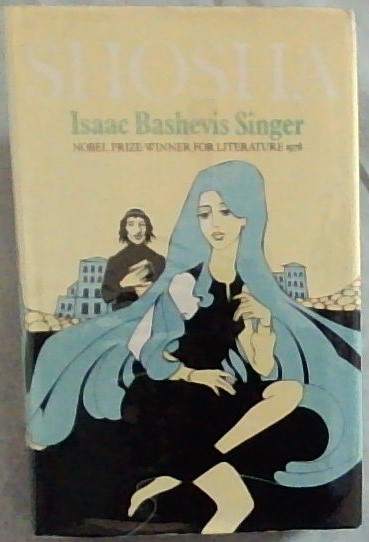 SHOSHA
Isaac Bashevis Singer
NOBEL PRIZE WINNER FOR LITERATURE 1978